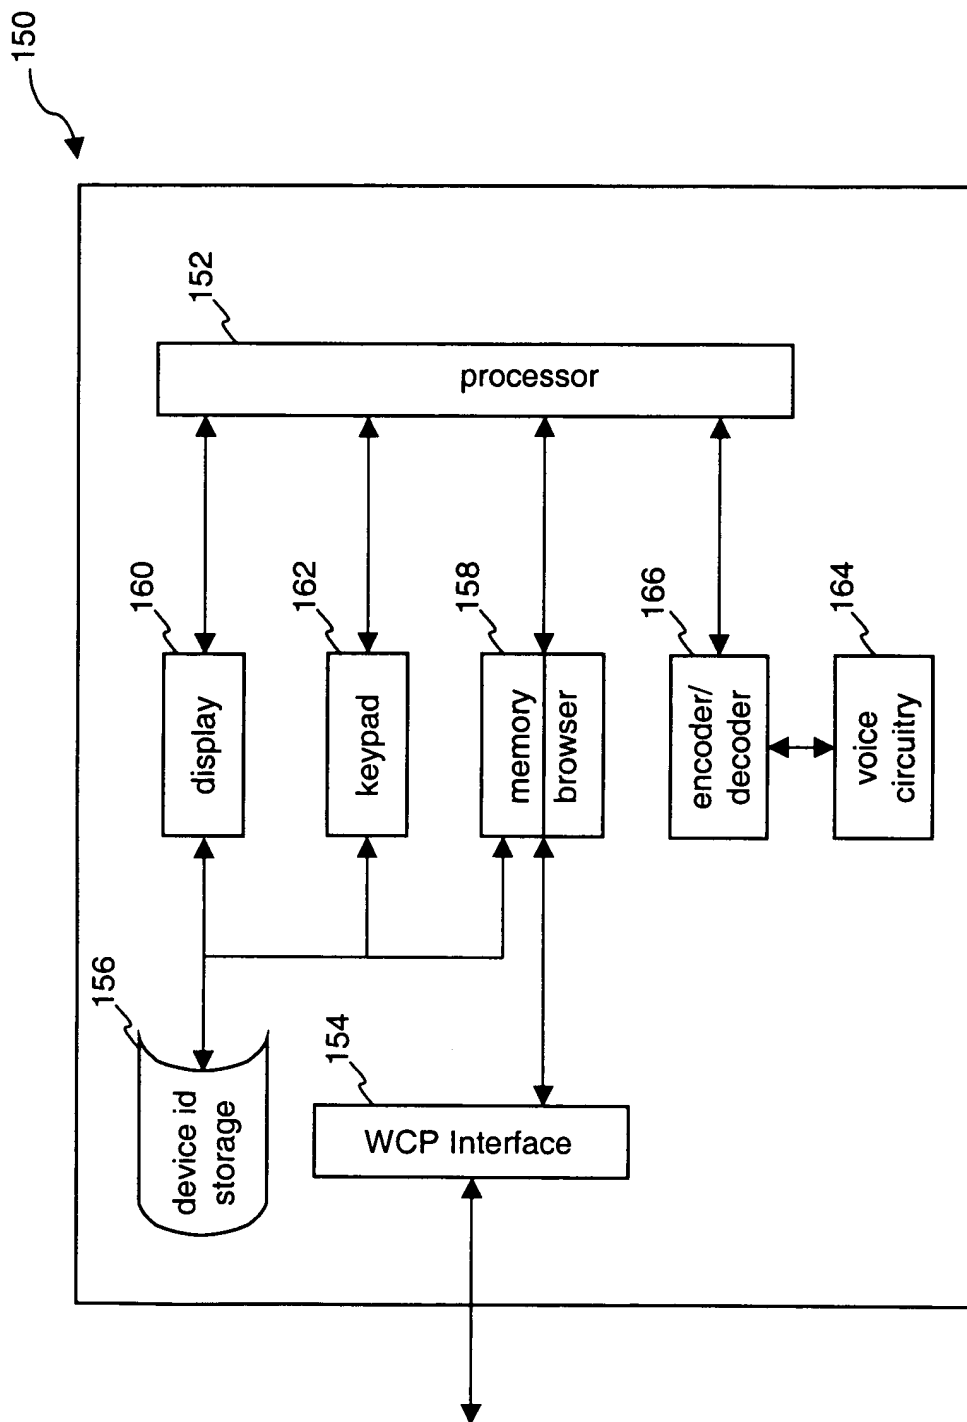 150
152
processor
160
display
162
keypad
158
memory
browser
166
encoder/
decoder
164
voice
circuitry
156
device id
storage
154
WCP Interface